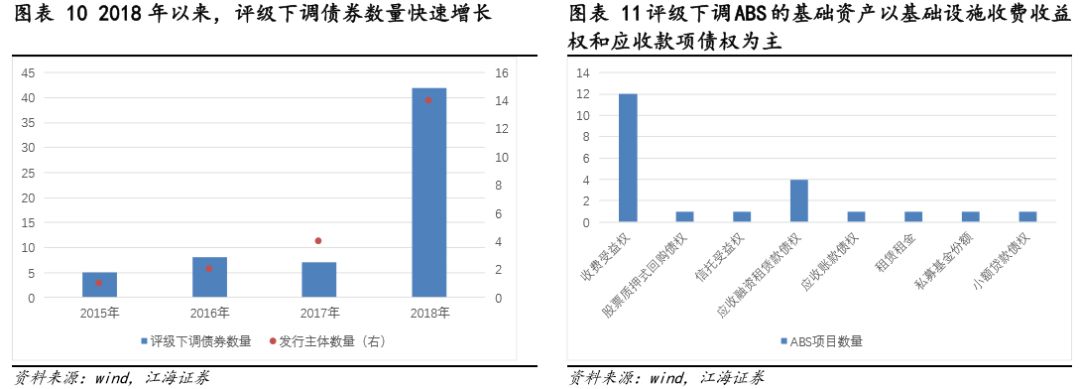 图表 10 2018 年以来，评级下调债券数量快速增长
45
40
35
30
25
20
15
10
5
0
16
14
12
10
8
6
4
2
0
2015年
2016年
2017年
2018年
评级下调债券数量
发行主体数量（右）
资料来源：wind，江海证券
图表 11评级下调ABS的基础资产以基础设施收费收益
权和应收款项债权为主
14
12
10
8
6
4
2
0
收费受益权
股票质押式回购债权
信托受益权
应收融资租赁款债权
应收账款债权
租赁租金
私募基金份额
小额贷款债权
ABS项目数量
资料来源：wind，江海证券